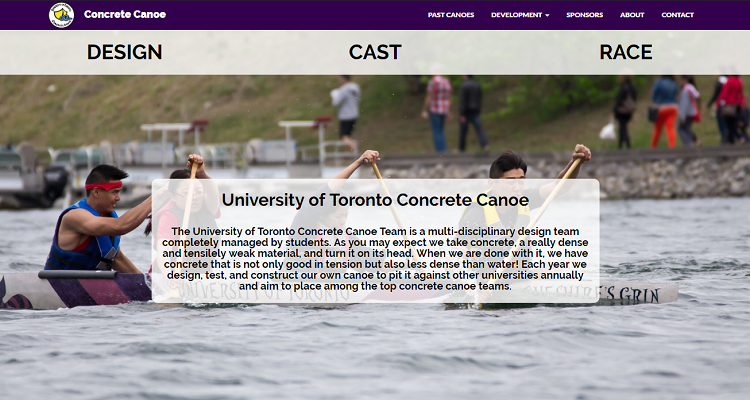 Concrete Canoe
PAST CANOES DEVELOPMENT SPONSORS ABOUT CONTACT
DESIGN CAST RACE
University of Toronto Concrete Canoe
The University of Toronto Concrete Canoe Team is a multi-disciplinary design team
completely managed by students. As you may expect we take concrete, a really dense
and tensilely weak material, and turn it on its head. When we are done with it, we have
concrete that is not only good in tension but also less dense than water! Each year we
design, test, and construct our own canoe to pit it against other universities annually
and aim to place among the top concrete canoe teams.
UNIVERSITY OF TORONTO CHESHIRE'S GRIN